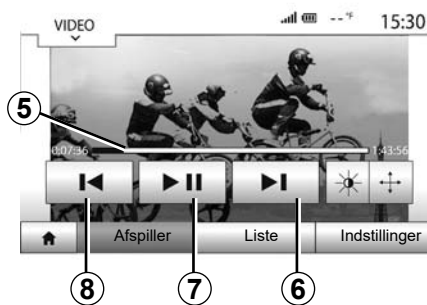 VIDEO
--°F
15:30
5
0:07:36
1:43:56
Afspiller
Liste
Indstillinger
8
7
6